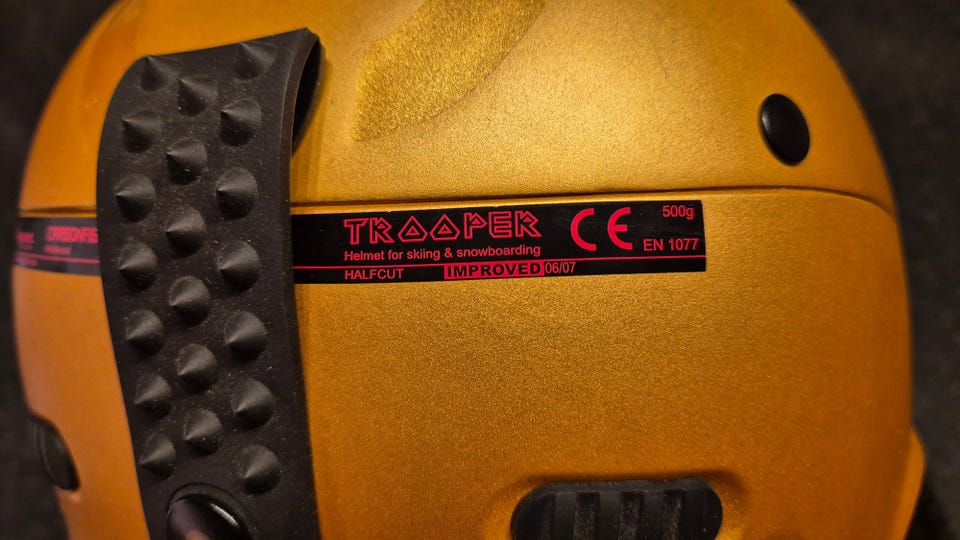 TROOPER
Helmet for skiing & snowboarding
HALFCUT IMPROVED 06/07
CE
500g
EN 1077